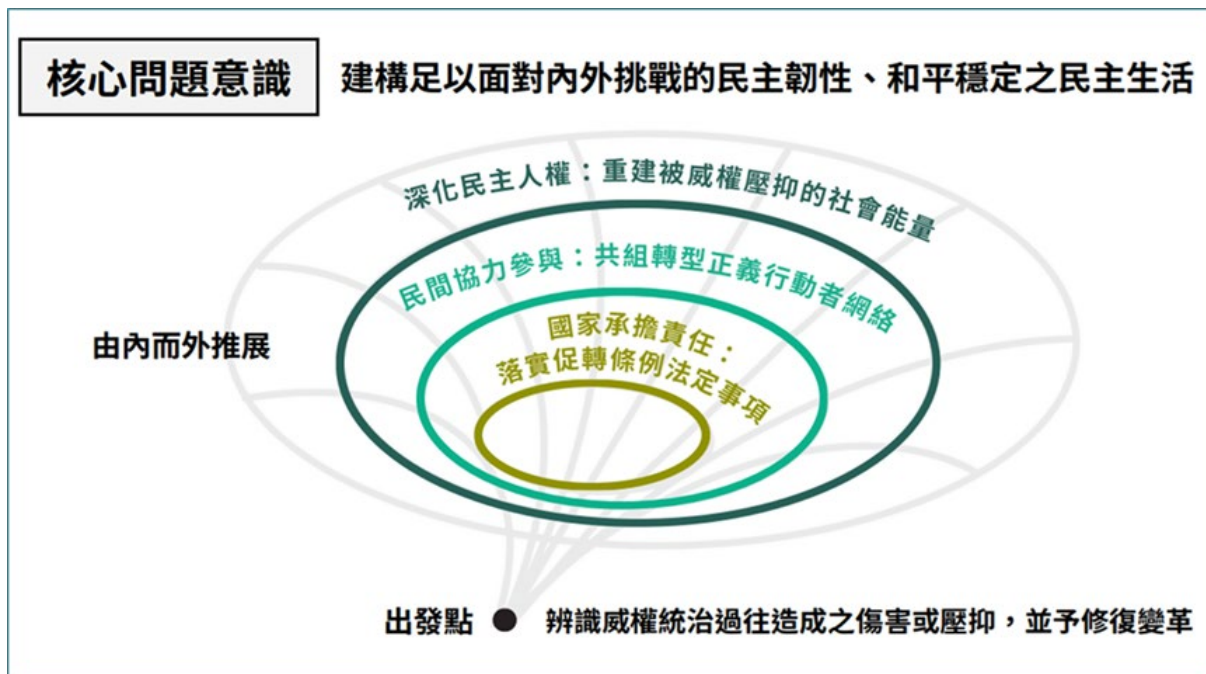 核心問題意識
建構足以面對內外挑戰的民主韌性、和平穩定之民主生活
深化民主人權：重建被威權壓抑的社會能量
民間協力參與：共組轉型正義行動者網絡
國家承擔責任：
落實促轉條例法定事項
由內而外推展
出發點
辨識威權統治過往造成之傷害或壓抑，並予修復變革